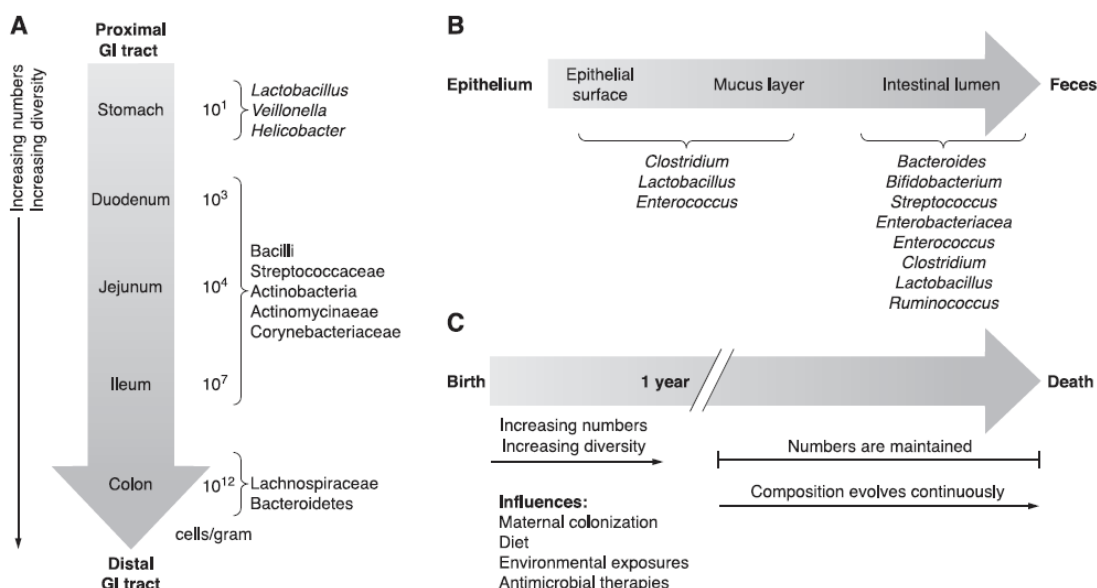 A
Proximal
GI tract
Increasing numbers
Increasing diversity
Stomach
10¹
Lactobacillus
Veillonella
Helicobacter
Duodenum
10³
Jejunum
10⁴
Ileum
10⁷
Bacilli
Streptococcaceae
Actinobacteria
Actinomycinaeae
Corynebacteriaceae
Colon
10¹²
Lachnospiraceae
Bacteroidetes
cells/gram
Distal
GI tract
B
Epithelium
Epithelial
surface
Mucus layer
Intestinal lumen
Feces
Clostridium
Lactobacillus
Enterococcus
Bacteroides
Bifidobacterium
Streptococcus
Enterobacteriacea
Enterococcus
Clostridium
Lactobacillus
Ruminococcus
C
Birth
1 year
Death
Increasing numbers
Increasing diversity
Numbers are maintained
Composition evolves continuously
Influences:
Maternal colonization
Diet
Environmental exposures
Antimicrobial therapies